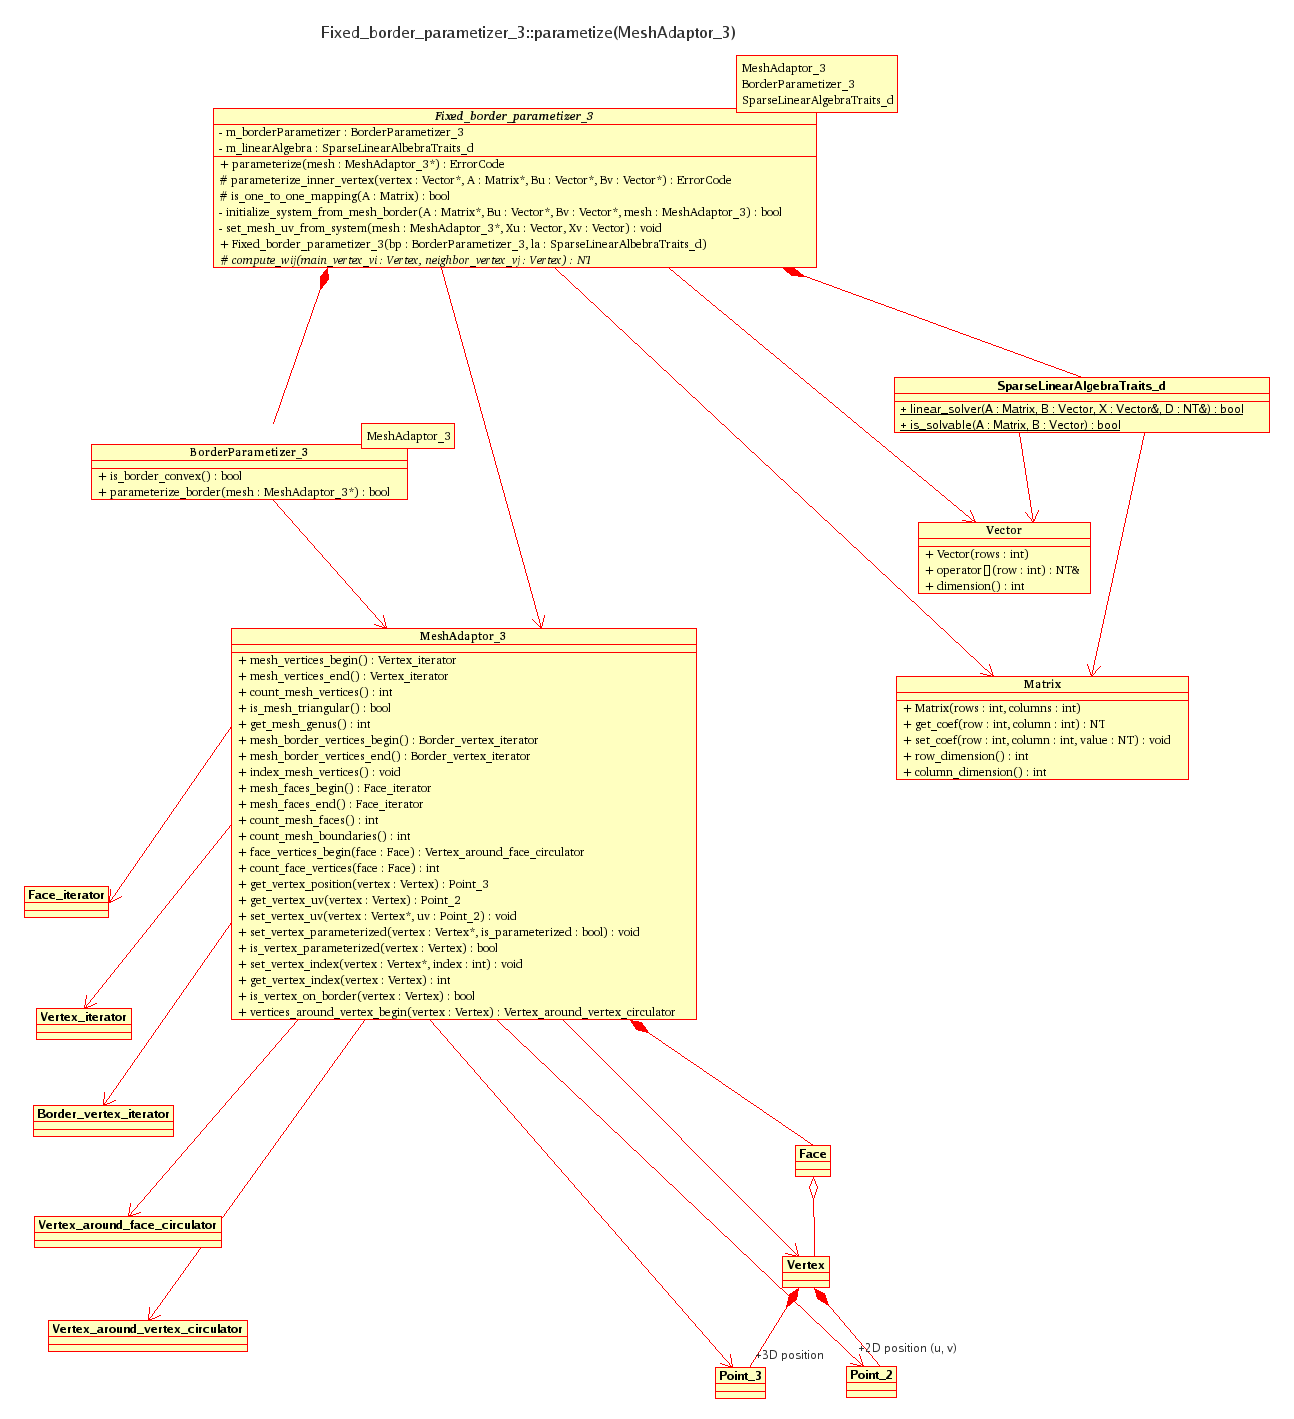 Fixed_border_parametizer_3::parametize(MeshAdaptor_3)
MeshAdaptor_3
BorderParametizer_3
SparseLinearAlgebraTraits_d
Fixed_border_parametizer_3
- m_borderParametizer : BorderParametizer_3
- m_linearAlgebra : SparseLinearAlbebraTraits_d
+ parameterize(mesh : MeshAdaptor_3*) : ErrorCode
# parameterize_inner_vertex(vertex : Vector*, A : Matrix*, Bu : Vector*, Bv : Vector*) : ErrorCode
# is_one_to_one_mapping(A : Matrix) : bool
- initialize_system_from_mesh_border(A : Matrix*, Bu : Vector*, Bv : Vector*, mesh : MeshAdaptor_3) : bool
- set_mesh_uv_from_system(mesh : MeshAdaptor_3*, Xu : Vector, Xv : Vector) : void
+ Fixed_border_parametizer_3(bp : BorderParametizer_3, la : SparseLinearAlbebraTraits_d)
# compute_wij(main_vertex_vi : Vertex, neighbor_vertex_vj : Vertex) : NT
SparseLinearAlgebraTraits_d
+ linear_solver(A : Matrix, B : Vector, X : Vector&, D : NT&) : bool
+ is_solvable(A : Matrix, B : Vector) : bool
MeshAdaptor_3
BorderParametizer_3
+ is_border_convex() : bool
+ parameterize_border(mesh : MeshAdaptor_3*) : bool
Vector
+ Vector(rows : int)
+ operator[](row : int) : NT&
+ dimension() : int
MeshAdaptor_3
+ mesh_vertices_begin() : Vertex_iterator
+ mesh_vertices_end() : Vertex_iterator
+ count_mesh_vertices() : int
+ is_mesh_triangular() : bool
+ get_mesh_genus() : int
+ mesh_border_vertices_begin() : Border_vertex_iterator
+ mesh_border_vertices_end() : Border_vertex_iterator
+ index_mesh_vertices() : void
+ mesh_faces_begin() : Face_iterator
+ mesh_faces_end() : Face_iterator
+ count_mesh_faces() : int
+ count_mesh_boundaries() : int
+ face_vertices_begin(face : Face) : Vertex_around_face_circulator
+ count_face_vertices(face : Face) : int
+ get_vertex_position(vertex : Vertex) : Point_3
+ get_vertex_uv(vertex : Vertex) : Point_2
+ set_vertex_uv(vertex : Vertex*, uv : Point_2) : void
+ set_vertex_parameterized(vertex : Vertex*, is_parameterized : bool) : void
+ is_vertex_parameterized(vertex : Vertex) : bool
+ set_vertex_index(vertex : Vertex*, index : int) : void
+ get_vertex_index(vertex : Vertex) : int
+ is_vertex_on_border(vertex : Vertex) : bool
+ vertices_around_vertex_begin(vertex : Vertex) : Vertex_around_vertex_circulator
Matrix
+ Matrix(rows : int, columns : int)
+ get_coef(row : int, column : int) : NT
+ set_coef(row : int, column : int, value : NT) : void
+ row_dimension() : int
+ column_dimension() : int
Face_iterator
Vertex_iterator
Border_vertex_iterator
Face
Vertex_around_face_circulator
Vertex
Vertex_around_vertex_circulator
+3D position
+2D position (u, v)
Point_3
Point_2